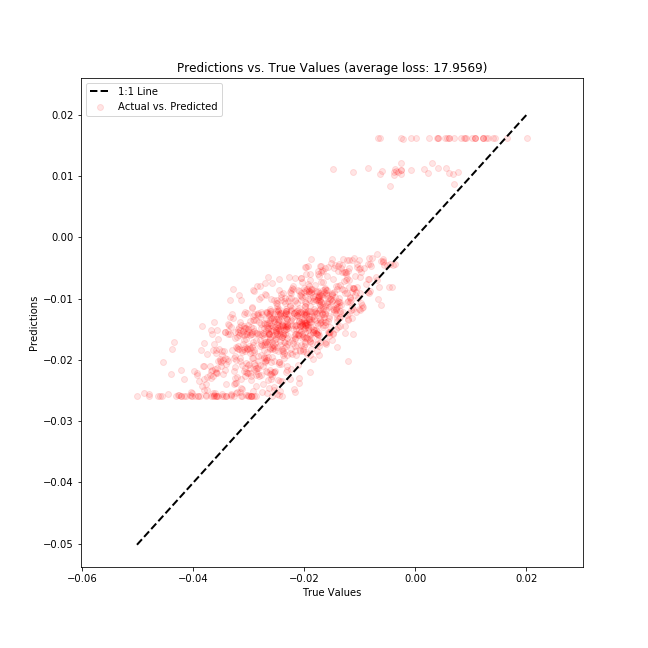 Predictions vs. True Values (average loss: 17.9569)
1:1 Line
Actual vs. Predicted
0.02
0.01
0.00
−0.01
−0.02
−0.03
−0.04
−0.05
Predictions
−0.06
−0.04
−0.02
0.00
0.02
True Values